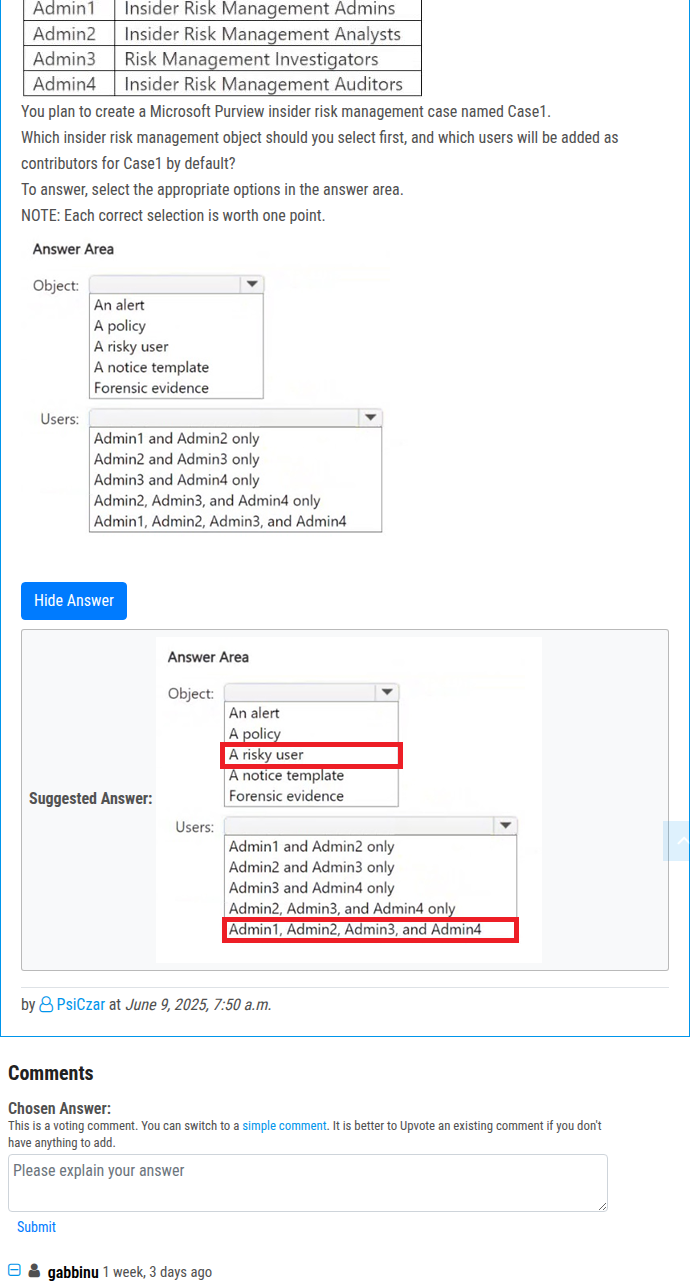 Admin1 Insider Risk Management Admins
Admin2 Insider Risk Management Analysts
Admin3 Risk Management Investigators
Admin4 Insider Risk Management Auditors
You plan to create a Microsoft Purview insider risk management case named Case1.
Which insider risk management object should you select first, and which users will be added as
contributors for Case1 by default?
To answer, select the appropriate options in the answer area.
NOTE: Each correct selection is worth one point.
Answer Area
Object:
An alert
A policy
A risky user
A notice template
Forensic evidence
Users:
Admin1 and Admin2 only
Admin2 and Admin3 only
Admin3 and Admin4 only
Admin2, Admin3, and Admin4 only
Admin1, Admin2, Admin3, and Admin4
Hide Answer
Suggested Answer:
Answer Area
Object:
An alert
A policy
A risky user
A notice template
Forensic evidence
Users:
Admin1 and Admin2 only
Admin2 and Admin3 only
Admin3 and Admin4 only
Admin2, Admin3, and Admin4 only
Admin1, Admin2, Admin3, and Admin4
by PsiCzar at June 9, 2025, 7:50 a.m.
Comments
Chosen Answer:
This is a voting comment. You can switch to a simple comment. It is better to Upvote an existing comment if you don't
have anything to add.
Please explain your answer
Submit
gabbinu 1 week, 3 days ago